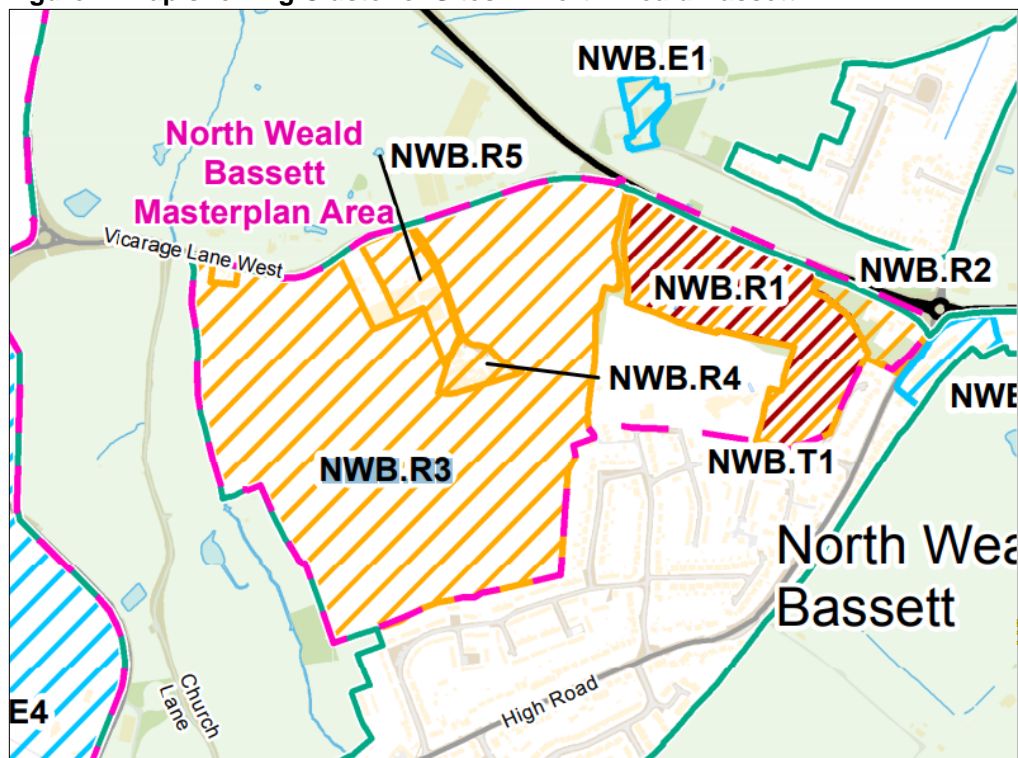 NWB.E1
North Weald
Bassett
Masterplan Area
NWB.R5
Vicarage Lane West
NWB.R1
NWB.R2
NWB.R4
NWB.R3
NWB.T1
North Wea
Bassett
High Road
Church
Lane
E4